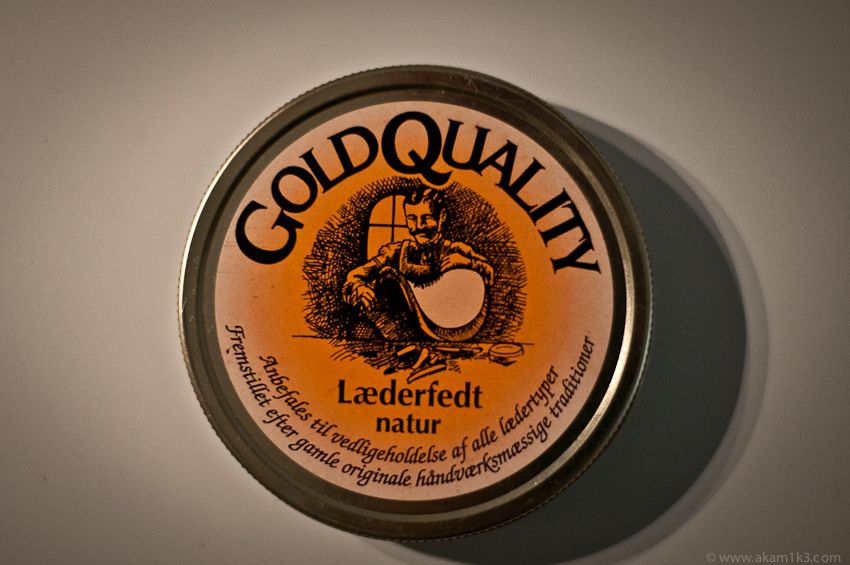 GOLDQUALITY
Læderfedt
natur
Anbefales til vedligeholdelse af alle lædertyper
Fremstillet efter gamle originale håndværksmæssige traditioner
© www.akam1k3.com